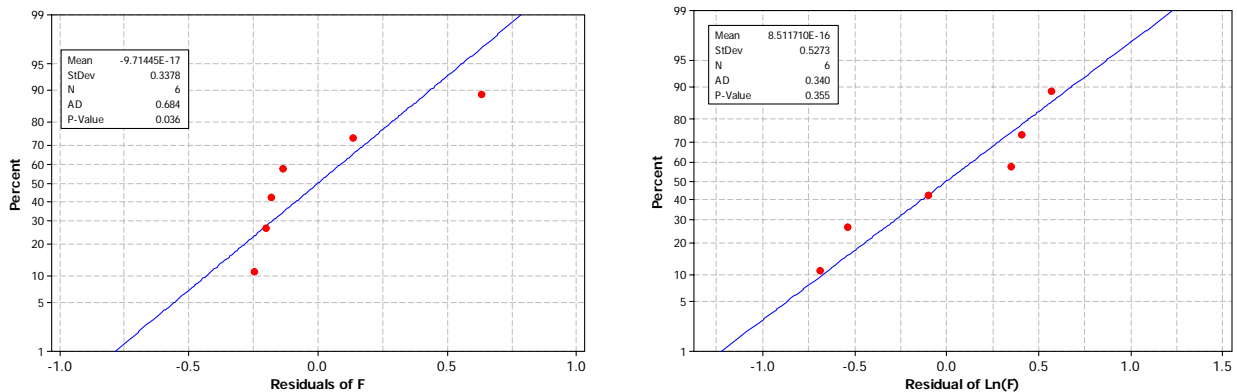 99
95
90
80
70
60
50
40
30
20
10
5
1
Percent
Mean -9.71445E-17
StDev 0.3378
N 6
AD 0.684
P-Value 0.036
-1.0 -0.5 0.0 0.5 1.0
Residuals of F
99
95
90
80
70
60
50
40
30
20
10
5
1
Percent
Mean 8.511710E-16
StDev 0.5273
N 6
AD 0.340
P-Value 0.355
-1.0 -0.5 0.0 0.5 1.0 1.5
Residual of Ln(F)